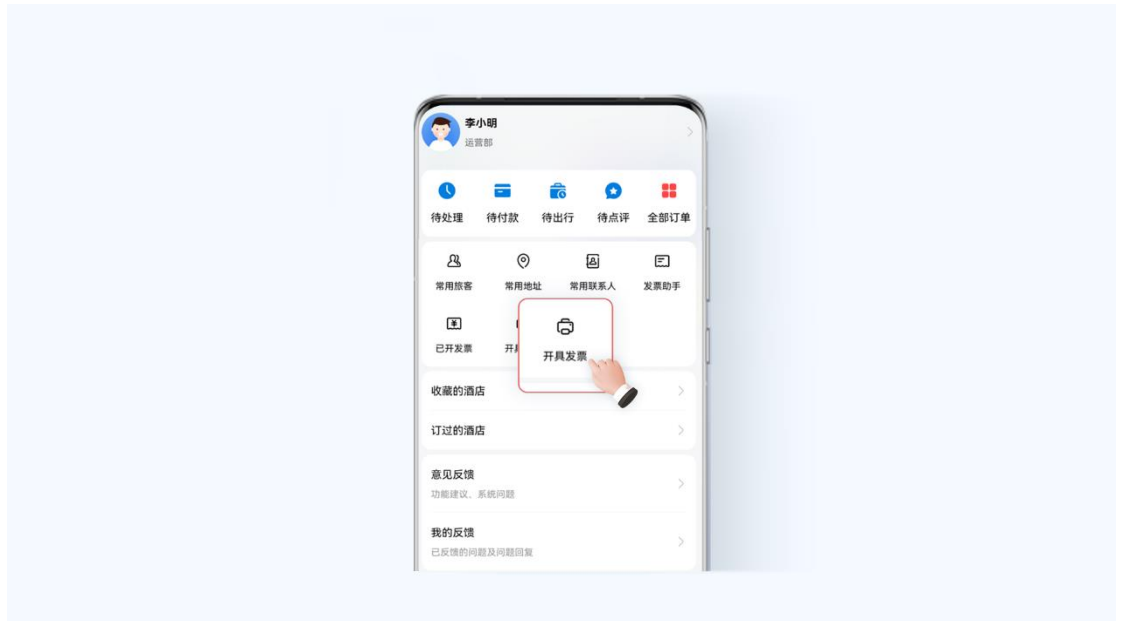 李小明
运营部
待处理 待付款 待出行 待点评 全部订单
常用旅客 常用地址 常用联系人 发票助手
已开发票 开具发票
收藏的酒店
订过的酒店
意见反馈
功能建议、系统问题
我的反馈
已反馈的问题及问题回复